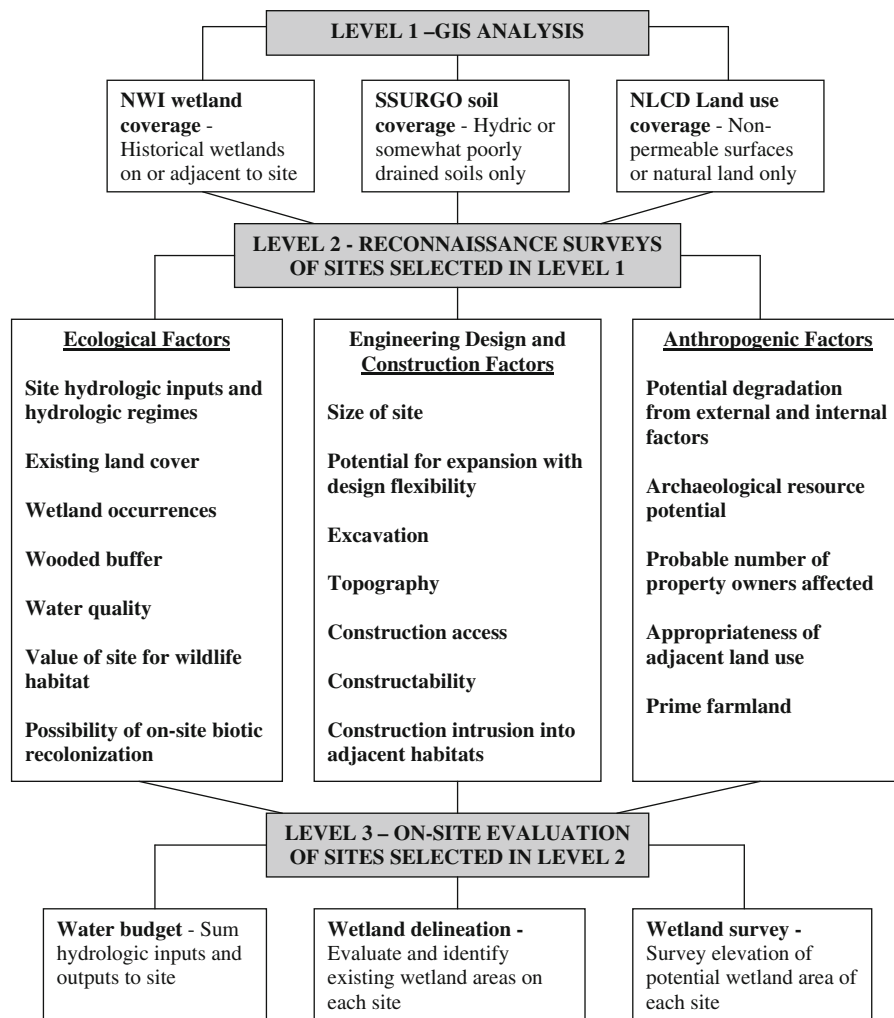 LEVEL 1 –GIS ANALYSIS
NWI wetland
coverage -
Historical wetlands
on or adjacent to site
SSURGO soil
coverage - Hydric or
somewhat poorly
drained soils only
NLCD Land use
coverage - Non-
permeable surfaces
or natural land only
LEVEL 2 - RECONNAISSANCE SURVEYS
OF SITES SELECTED IN LEVEL 1
Ecological Factors
Site hydrologic inputs and
hydrologic regimes
Existing land cover
Wetland occurrences
Wooded buffer
Water quality
Value of site for wildlife
habitat
Possibility of on-site biotic
recolonization
Engineering Design and
Construction Factors
Size of site
Potential for expansion with
design flexibility
Excavation
Topography
Construction access
Constructability
Construction intrusion into
adjacent habitats
Anthropogenic Factors
Potential degradation
from external and internal
factors
Archaeological resource
potential
Probable number of
property owners affected
Appropriateness of
adjacent land use
Prime farmland
LEVEL 3 – ON-SITE EVALUATION
OF SITES SELECTED IN LEVEL 2
Water budget - Sum
hydrologic inputs and
outputs to site
Wetland delineation -
Evaluate and identify
existing wetland areas on
each site
Wetland survey -
Survey elevation of
potential wetland area of
each site